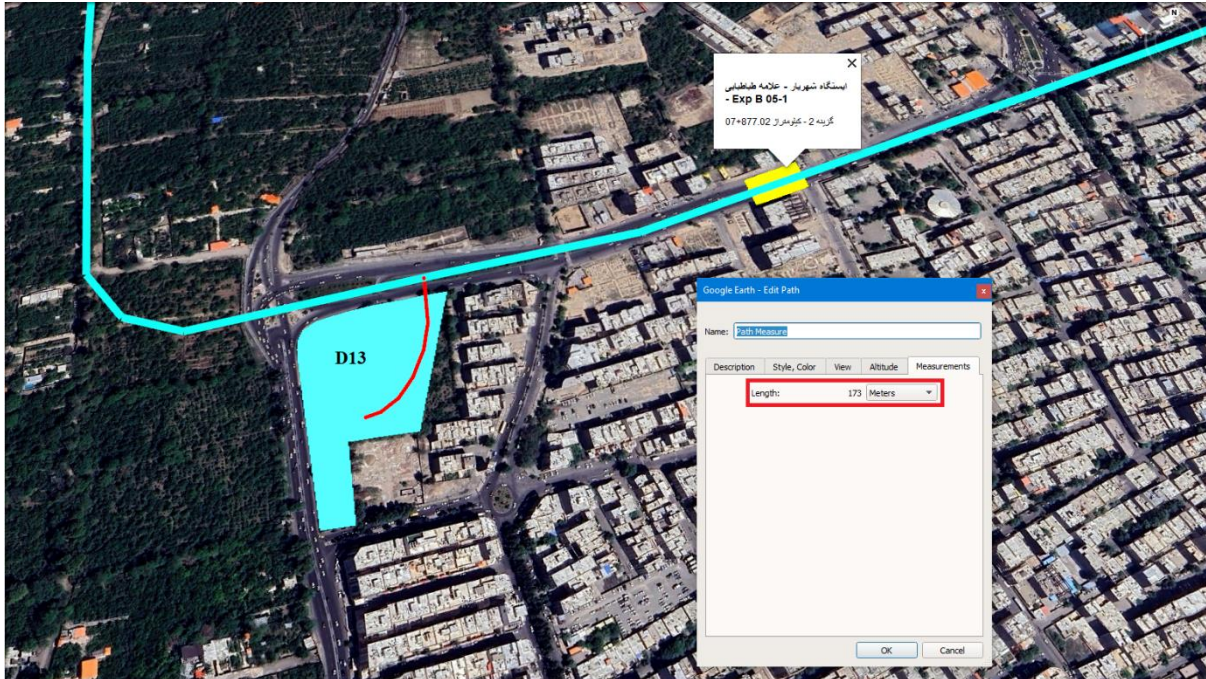 N
ایستگاه شهریار - علامه طباطبایی
- Exp B 05-1
گزینه 2 - کیلومتراژ 877.02+07
D13
Google Earth - Edit Path
Name: Path Measure
Description Style, Color View Altitude Measurements
Length: 173 Meters
OK Cancel